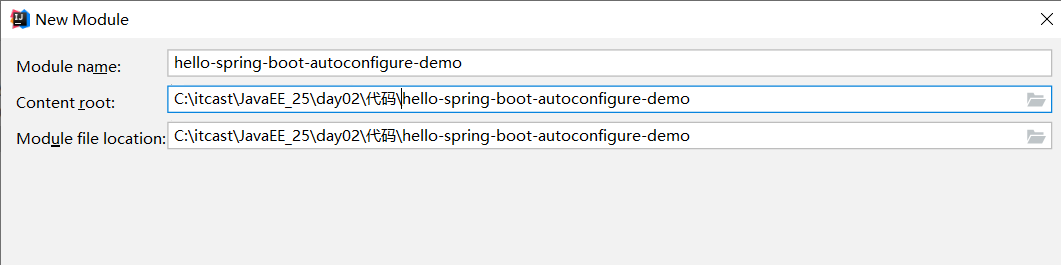 New Module
Module name: hello-spring-boot-autoconfigure-demo
Content root: C:\itcast\JavaEE_25\day02\代码\hello-spring-boot-autoconfigure-demo
Module file location: C:\itcast\JavaEE_25\day02\代码\hello-spring-boot-autoconfigure-demo